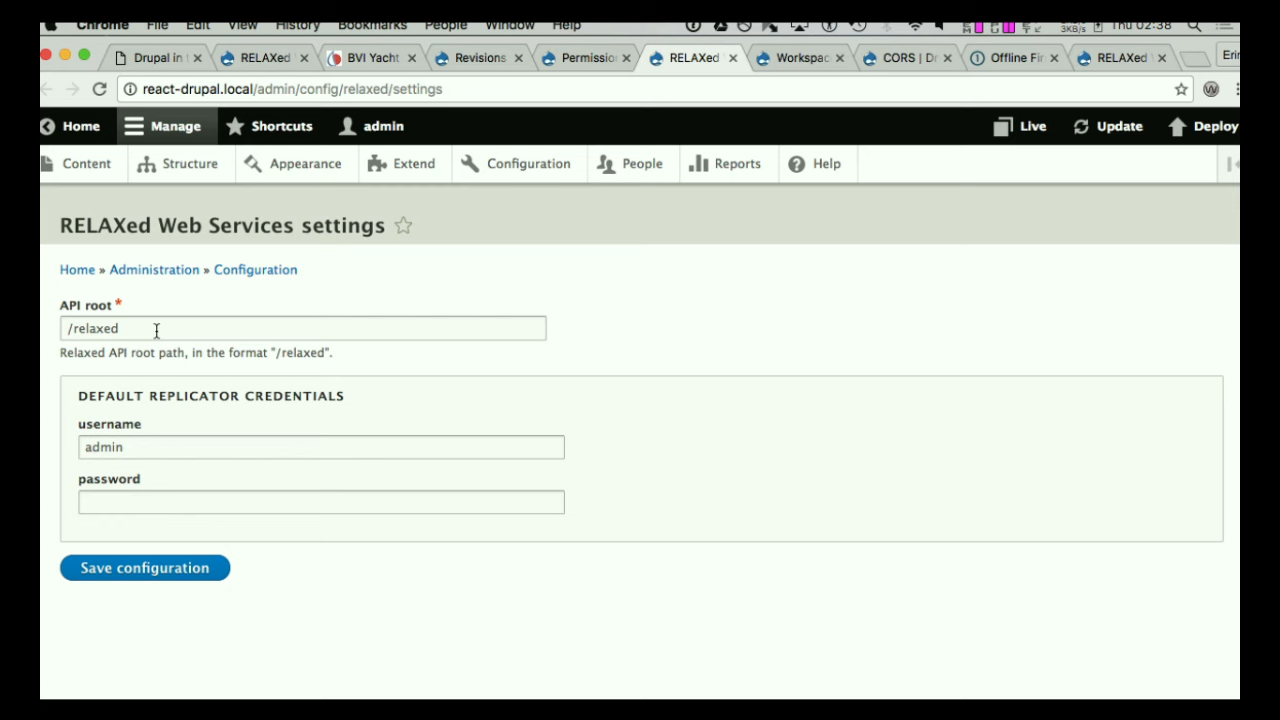 Chrome File Edit View History Bookmarks People Window Help 3KB/s Thu 02:38
Drupal in RELAXed BVI Yacht Revisions Permission RELAXed Workspac CORS | Dr Offline Fir RELAXed Erin
react-drupal.local/admin/config/relaxed/settings
Home Manage Shortcuts admin Live Update Deploy
Content Structure Appearance Extend Configuration People Reports Help
RELAXed Web Services settings
Home » Administration » Configuration
API root *
/relaxed
Relaxed API root path, in the format "/relaxed".
DEFAULT REPLICATOR CREDENTIALS
username
admin
password
Save configuration